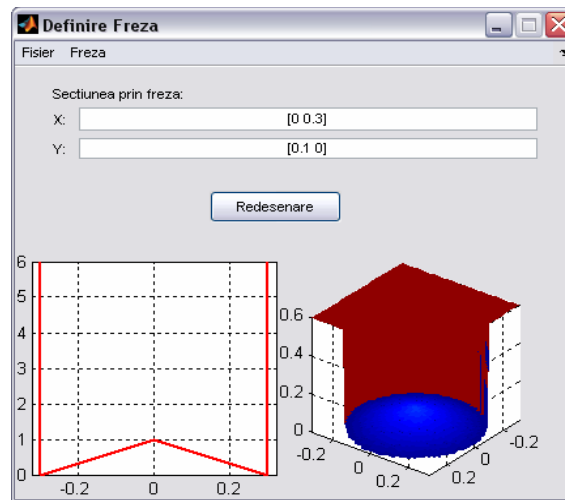 Definire Freza
Fisier Freza
Sectiunea prin freza:
X: [0 0.3]
Y: [0.1 0]
Redesenare
6
5
4
3
2
1
0
-0.2 0 0.2
0.6
0.4
0.2
0
-0.2
0
0.2
0.2
0
-0.2